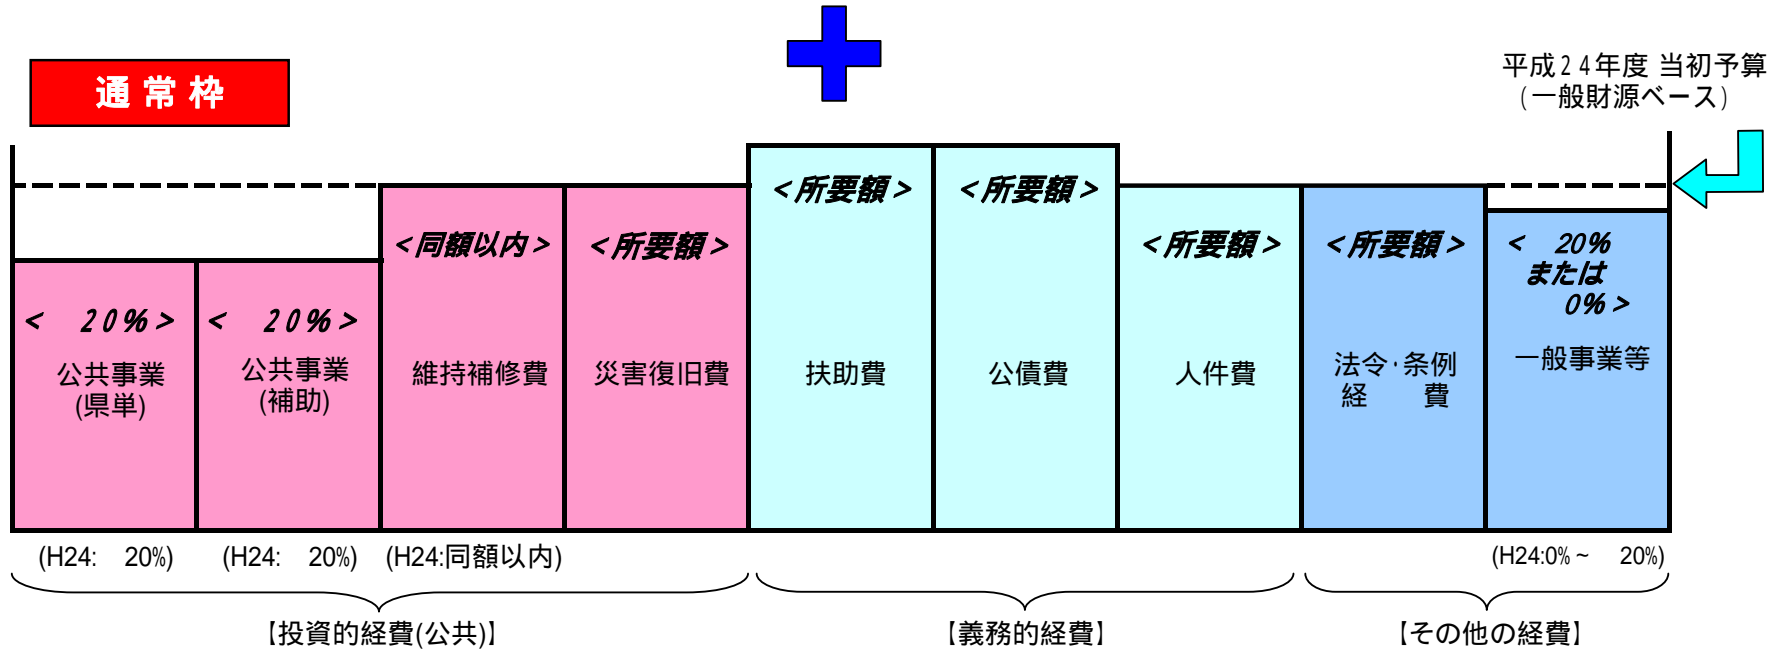 通常枠
平成24年度 当初予算
(一般財源ベース)
<所要額>
<所要額>
<同額以内>
<所要額>
<所要額>
<所要額>
< 20%
または
0%>
< 20%>
< 20%>
公共事業
(県単)
公共事業
(補助)
維持補修費
災害復旧費
扶助費
公債費
人件費
法令・条例
経 費
一般事業等
(H24: 20%)
(H24: 20%)
(H24:同額以内)
(H24:0%~ 20%)
【投資的経費(公共)】
【義務的経費】
【その他の経費】